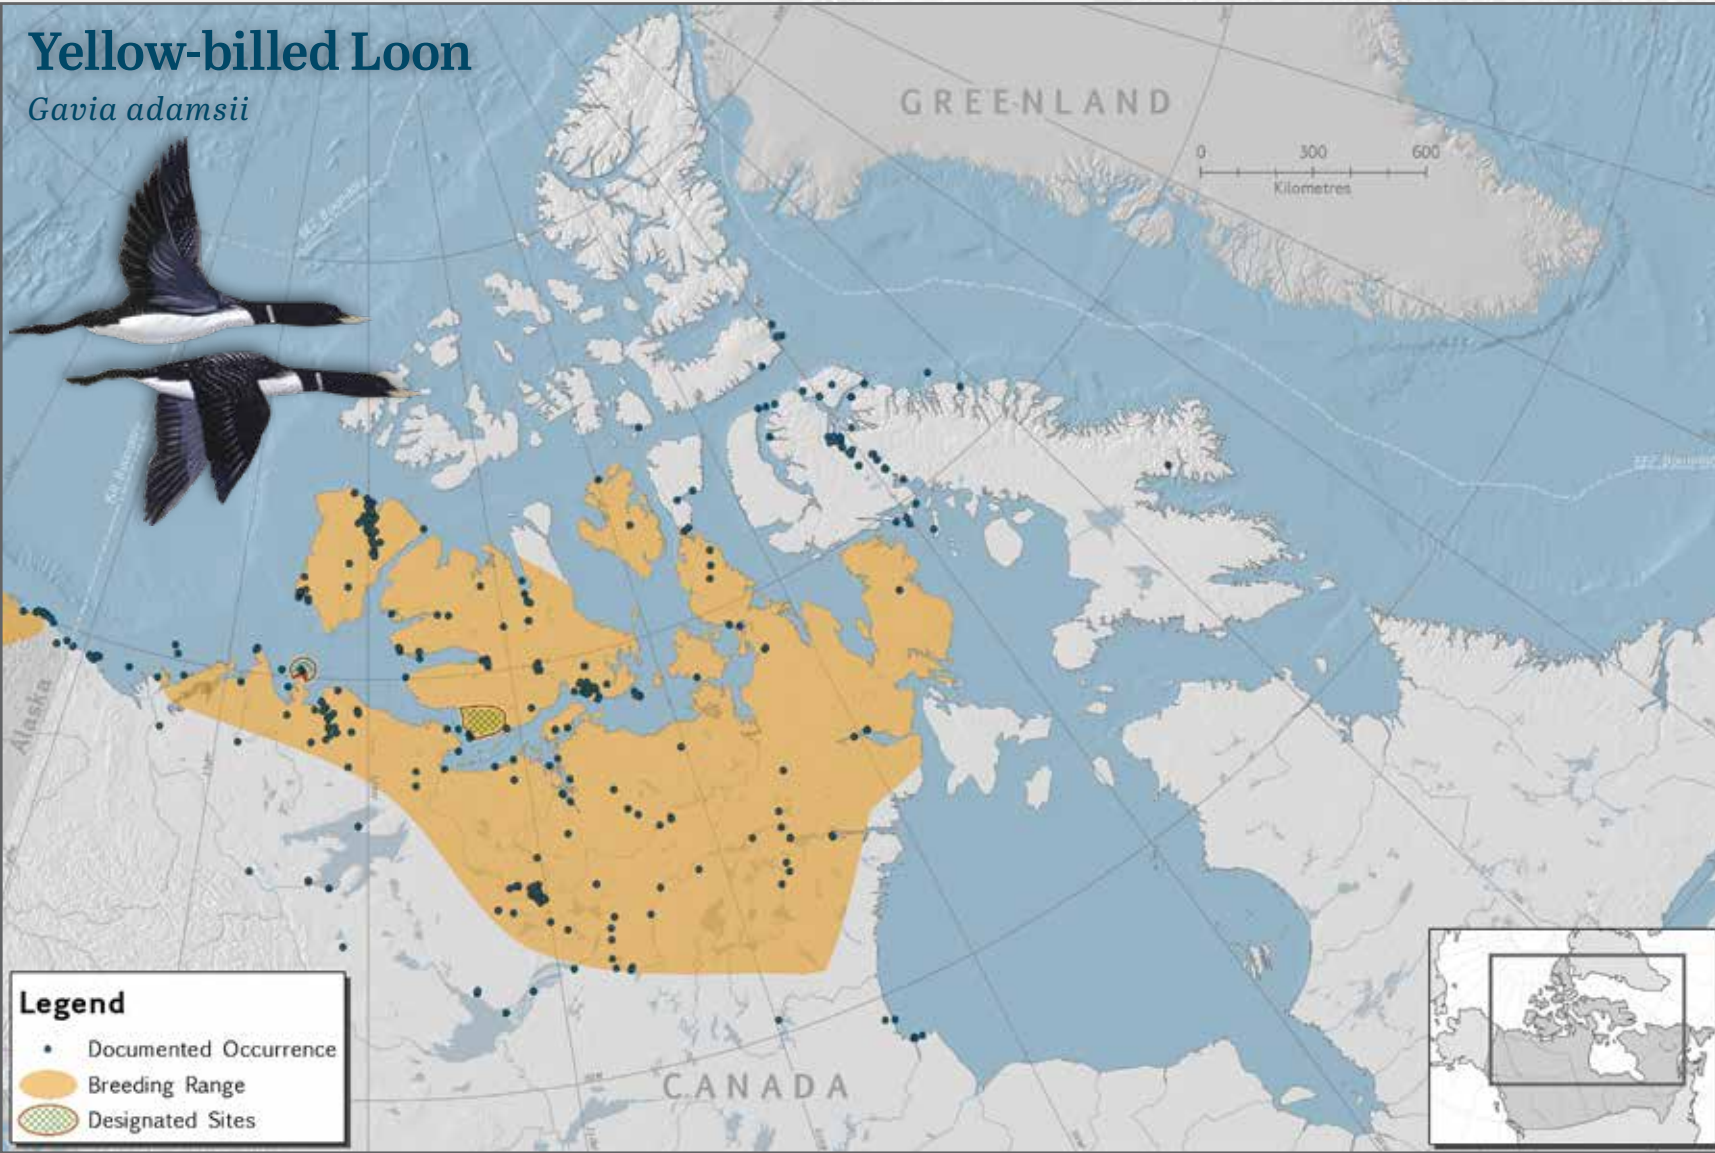 Yellow-billed Loon
Gavia adamsii
GREENLAND
0 300 600
Kilometres
Alaska
Legend
Documented Occurrence
Breeding Range
Designated Sites
CANADA